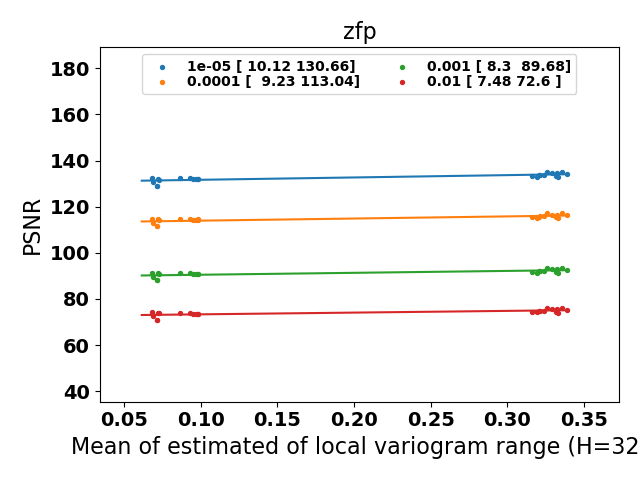 zfp
1e-05 [ 10.12 130.66]
0.0001 [  9.23 113.04]
0.001 [ 8.3  89.68]
0.01 [ 7.48 72.6 ]
PSNR
180
160
140
120
100
80
60
40
0.05 0.10 0.15 0.20 0.25 0.30 0.35
Mean of estimated of local variogram range (H=32